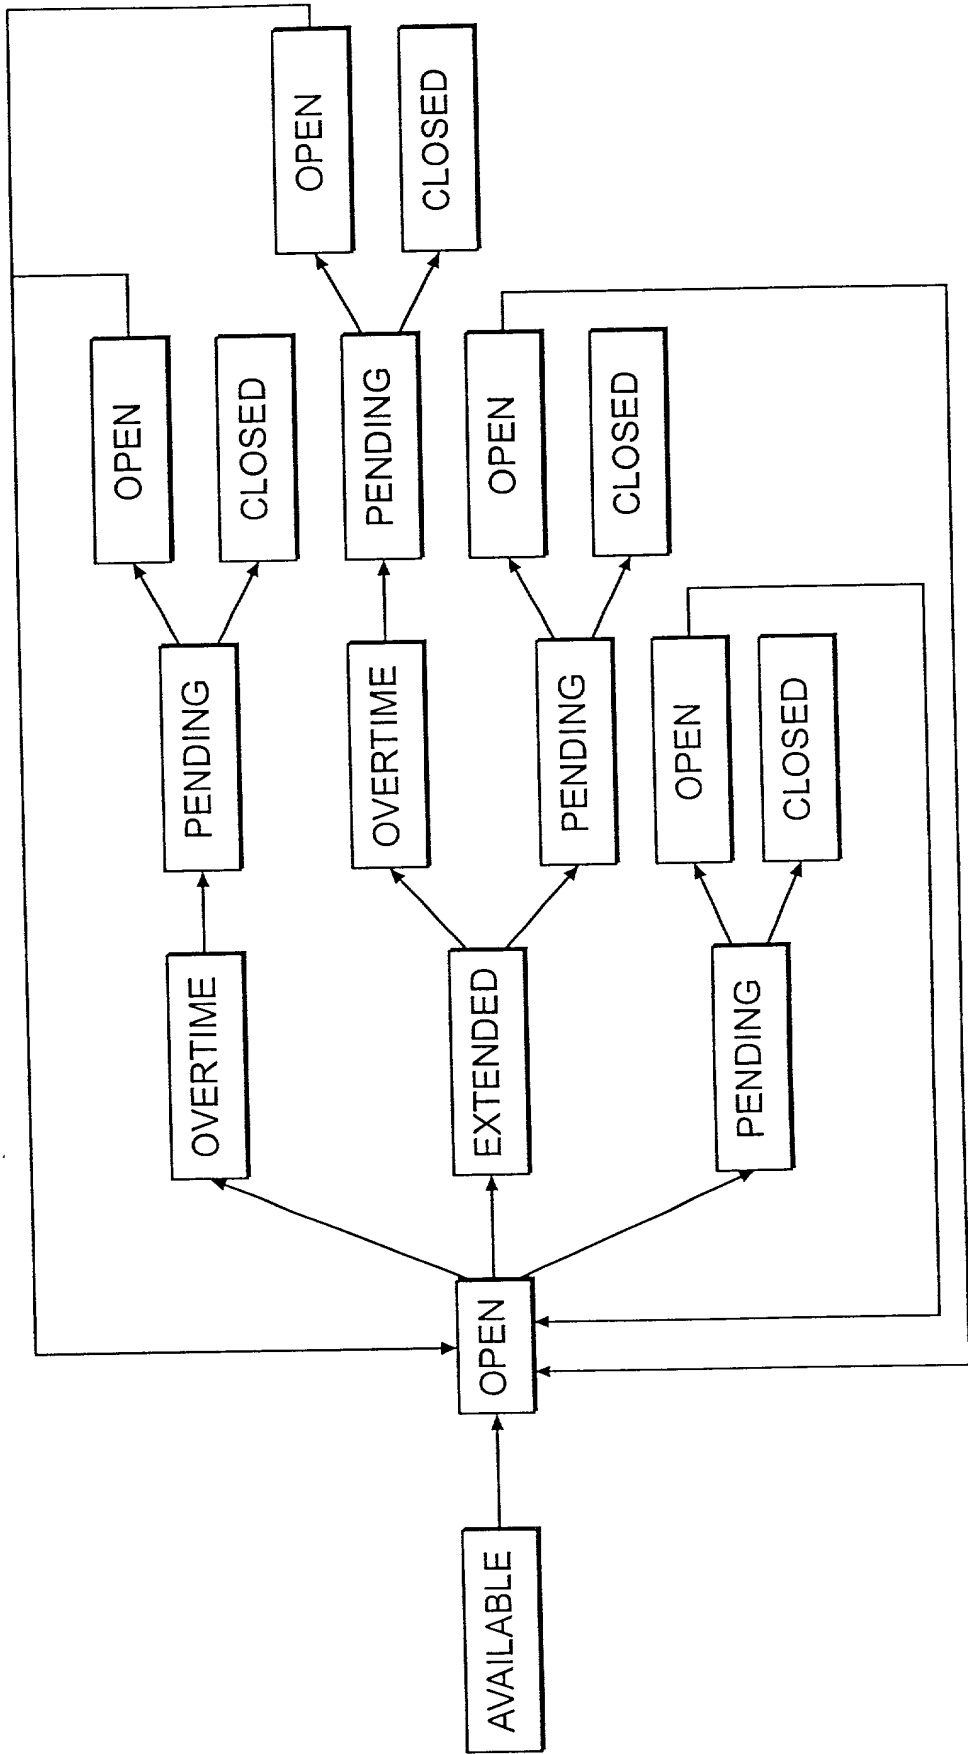 AVAILABLE
OPEN
OVERTIME
PENDING
OPEN
CLOSED
EXTENDED
OVERTIME
PENDING
OPEN
CLOSED
PENDING
OPEN
CLOSED
PENDING
OPEN
CLOSED